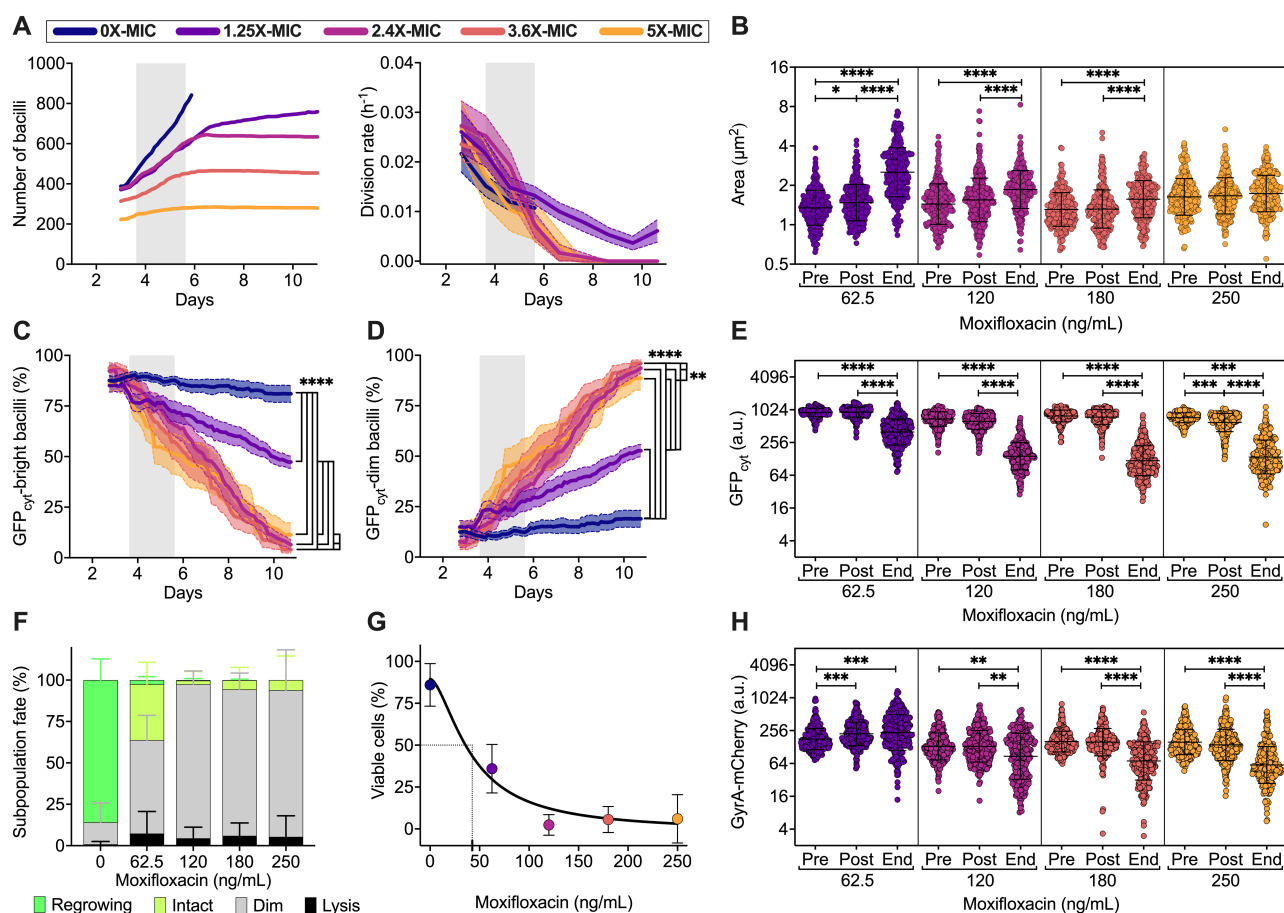 A
0X-MIC 1.25X-MIC 2.4X-MIC 3.6X-MIC 5X-MIC
Number of bacilli
1000
800
600
400
200
0
2 4 6 8 10
Days
Division rate (h⁻¹)
0.04
0.03
0.02
0.01
0.00
2 4 6 8 10
Days
B
Area (µm²)
16
8
4
2
1
0.5
**** **** **** ****
* **** **** ****
Pre Post End Pre Post End Pre Post End Pre Post End
62.5 120 180 250
Moxifloxacin (ng/mL)
C
GFPcyt-bright bacilli (%)
100
75
50
25
0
****
2 4 6 8 10
Days
D
GFPcyt-dim bacilli (%)
100
75
50
25
0
****
**
2 4 6 8 10
Days
E
GFPcyt (a.u.)
4096
1024
256
64
16
4
**** **** **** ***
**** **** **** *** ****
Pre Post End Pre Post End Pre Post End Pre Post End
62.5 120 180 250
Moxifloxacin (ng/mL)
F
Subpopulation fate (%)
100
75
50
25
0
0 62.5 120 180 250
Moxifloxacin (ng/mL)
Regrowing Intact Dim Lysis
G
Viable cells (%)
100
75
50
25
0
0 50 100 150 200 250
Moxifloxacin (ng/mL)
H
GyrA-mCherry (a.u.)
4096
1024
256
64
16
4
*** ** **** ****
*** ** **** ****
Pre Post End Pre Post End Pre Post End Pre Post End
62.5 120 180 250
Moxifloxacin (ng/mL)